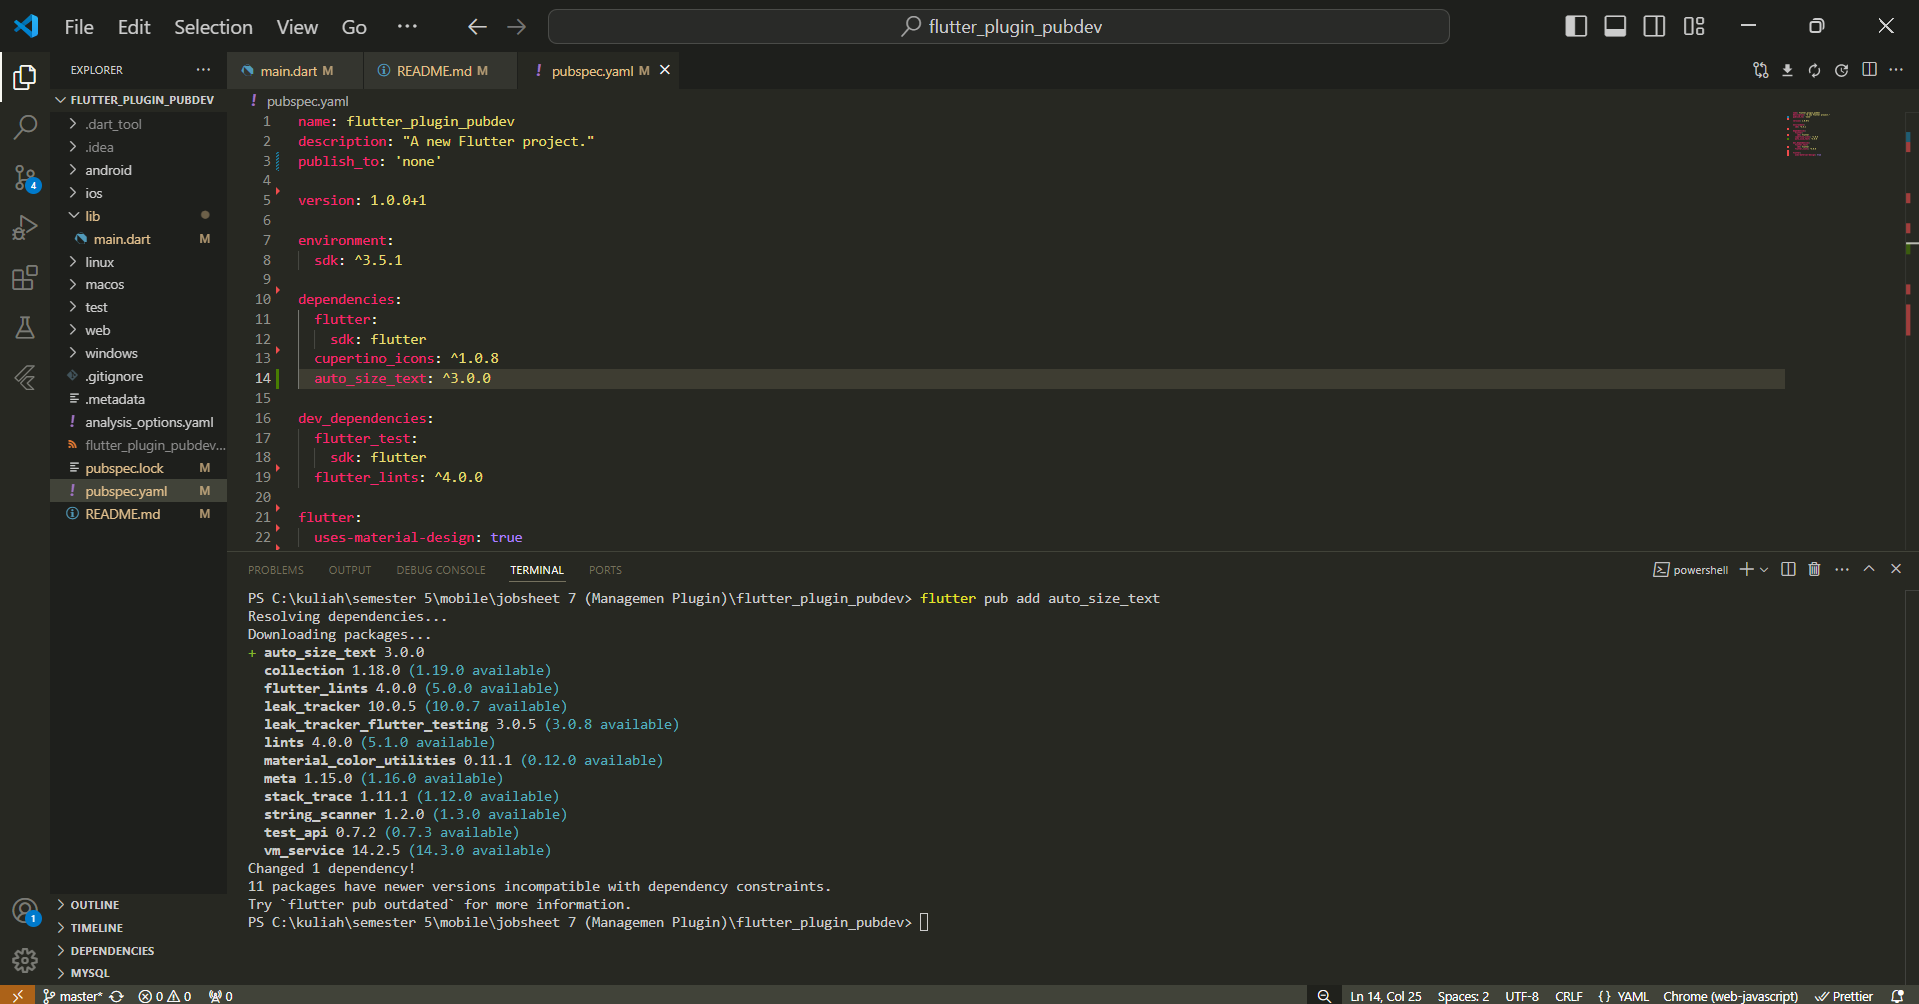 File Edit Selection View Go ··· flutter_plugin_pubdev
EXPLORER ···
main.dart M
README.md M
! pubspec.yaml M
FLUTTER_PLUGIN_PUBDEV
.dart_tool
.idea
android
ios
lib
main.dart M
linux
macos
test
web
windows
.gitignore
.metadata
! analysis_options.yaml
flutter_plugin_pubdev...
pubspec.lock M
! pubspec.yaml M
README.md M
OUTLINE
TIMELINE
DEPENDENCIES
MYSQL
4
1
! pubspec.yaml
1 name: flutter_plugin_pubdev
2 description: "A new Flutter project."
3 publish_to: 'none'
4
5 version: 1.0.0+1
6
7 environment:
8 sdk: ^3.5.1
9
10 dependencies:
11 flutter:
12 sdk: flutter
13 cupertino_icons: ^1.0.8
14 auto_size_text: ^3.0.0
15
16 dev_dependencies:
17 flutter_test:
18 sdk: flutter
19 flutter_lints: ^4.0.0
20
21 flutter:
22 uses-material-design: true
PROBLEMS OUTPUT DEBUG CONSOLE TERMINAL PORTS
powershell
PS C:\kuliah\semester 5\mobile\jobsheet 7 (Managemen Plugin)\flutter_plugin_pubdev> flutter pub add auto_size_text
Resolving dependencies...
Downloading packages...
+ auto_size_text 3.0.0
collection 1.18.0 (1.19.0 available)
flutter_lints 4.0.0 (5.0.0 available)
leak_tracker 10.0.5 (10.0.7 available)
leak_tracker_flutter_testing 3.0.5 (3.0.8 available)
lints 4.0.0 (5.1.0 available)
material_color_utilities 0.11.1 (0.12.0 available)
meta 1.15.0 (1.16.0 available)
stack_trace 1.11.1 (1.12.0 available)
string_scanner 1.2.0 (1.3.0 available)
test_api 0.7.2 (0.7.3 available)
vm_service 14.2.5 (14.3.0 available)
Changed 1 dependency!
11 packages have newer versions incompatible with dependency constraints.
Try `flutter pub outdated` for more information.
PS C:\kuliah\semester 5\mobile\jobsheet 7 (Managemen Plugin)\flutter_plugin_pubdev>
master* 0 0 0 Ln 14, Col 25 Spaces: 2 UTF-8 CRLF {} YAML Chrome (web-javascript) Prettier